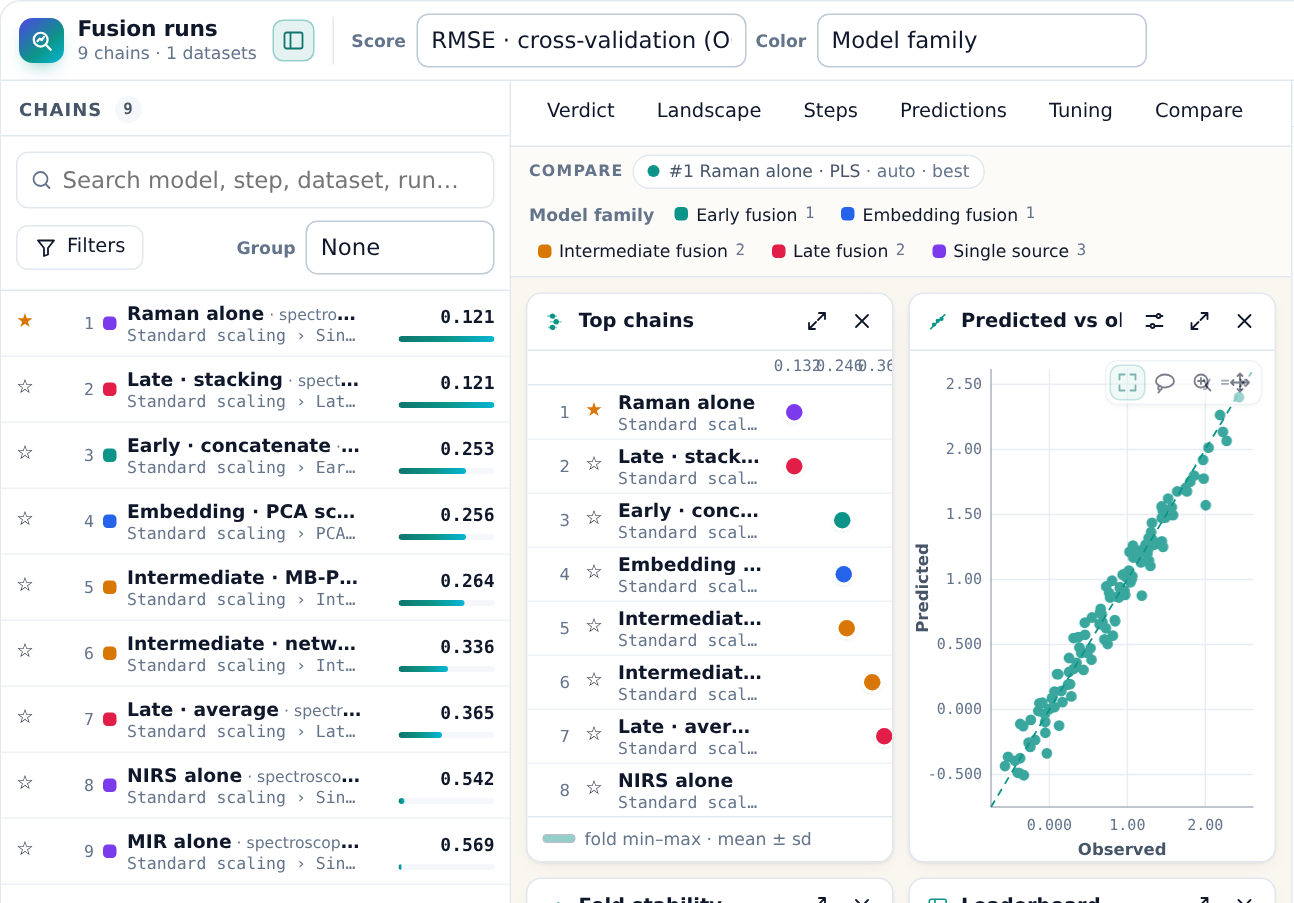 Fusion runs
9 chains · 1 datasets
Score
RMSE · cross-validation (O
Color
Model family
CHAINS 9
Search model, step, dataset, run…
Filters
Group
None
★ 1 Raman alone · spectro… 0.121
Standard scaling › Sin…
☆ 2 Late · stacking · spect… 0.121
Standard scaling › Lat…
☆ 3 Early · concatenate ·… 0.253
Standard scaling › Ear…
☆ 4 Embedding · PCA sc… 0.256
Standard scaling › PCA…
☆ 5 Intermediate · MB-P… 0.264
Standard scaling › Int…
☆ 6 Intermediate · netw… 0.336
Standard scaling › Int…
☆ 7 Late · average · spectr… 0.365
Standard scaling › Lat…
☆ 8 NIRS alone · spectrosco… 0.542
Standard scaling › Sin…
☆ 9 MIR alone · spectroscop… 0.569
Standard scaling › Sin…
Verdict Landscape Steps Predictions Tuning Compare
COMPARE #1 Raman alone · PLS · auto · best
Model family Early fusion 1 Embedding fusion 1
Intermediate fusion 2 Late fusion 2 Single source 3
Top chains
0.132 0.246 0.36
1 ★ Raman alone
Standard scal…
2 ☆ Late · stack…
Standard scal…
3 ☆ Early · conc…
Standard scal…
4 ☆ Embedding …
Standard scal…
5 ☆ Intermediat…
Standard scal…
6 ☆ Intermediat…
Standard scal…
7 ☆ Late · aver…
Standard scal…
8 ☆ NIRS alone
Standard scal…
fold min–max · mean ± sd
Predicted vs ol
2.50
2.00
1.50
1.00
0.500
0.000
-0.500
Predicted
0.000 1.00 2.00
Observed
Fold stability
Leaderboard